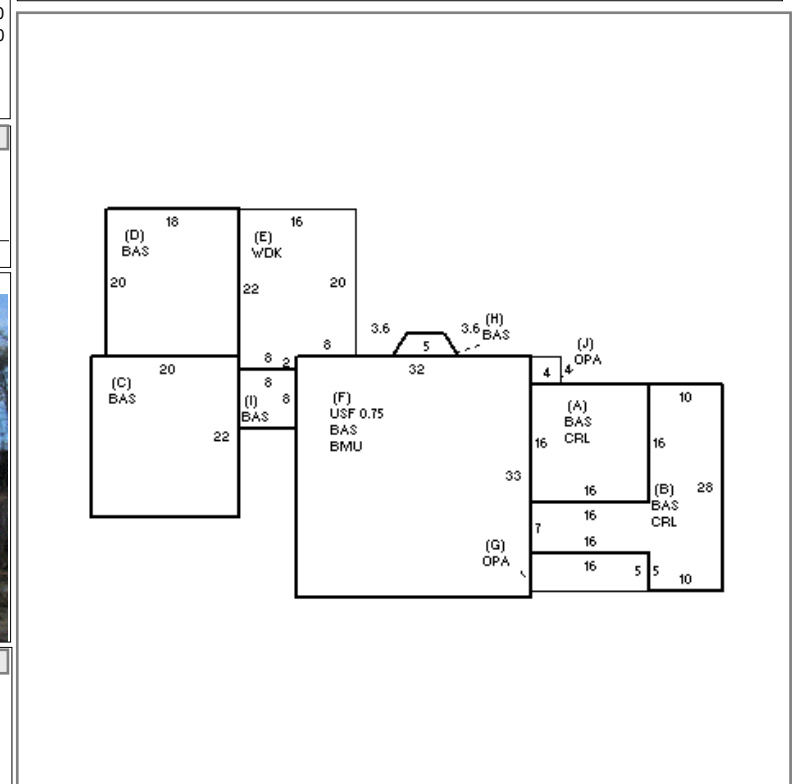 18
(D)
BAS
20
16
(E)
WDK
22
20
8
8 2
3.6
5
3.6
(H)
BAS
(J)
OPA
4
4
20
(C)
BAS
22
8
(I)
BAS
8
32
(F)
USF 0.75
BAS
BMU
33
(G)
OPA
(A)
BAS
CRL
16
16
10
16
(B)
BAS
CRL
28
16
7
16
16
5
5
10